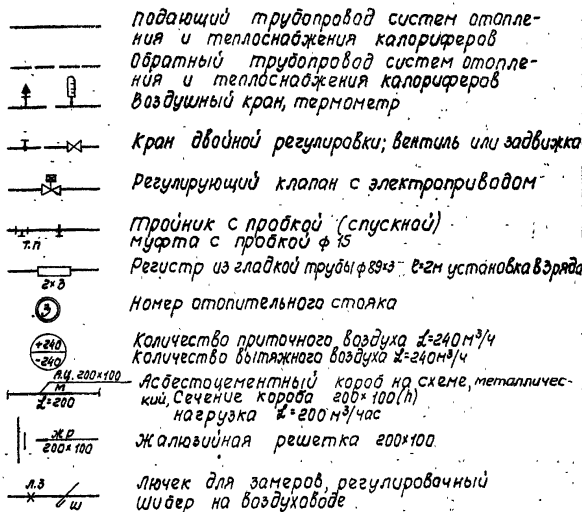 Подающий трубопровод систем отопле-
ния и теплоснабжения калориферов
Обратный трубопровод систем отопле-
ния и теплоснабжения калориферов
Воздушный кран, термометр
Кран двойной регулировки; вентиль или задвижка
Регулирующий клапан с электроприводом
Тройник с пробкой (спускной)
т.п муфта с пробкой ф 15
Регистр из гладкой трубы ф 89×3 ℓ=2м установка в 3 ряда
2×3
3 Номер отопительного стояка
+240 Количество приточного воздуха ℒ=240м³/ч
-240 Количество вытяжного воздуха ℒ=240м³/ч
А.Ц. 200×100 Асбестоцементный короб на схеме, металличес-
М кий, Сечение короба 200×100(h)
ℒ=200 нагрузка ℒ=200 м³/час
ЖР
200×100 Жалюзийная решетка 200×100
Л.З Лючек для замеров, регулировочный
Ш шибер на воздуховоде